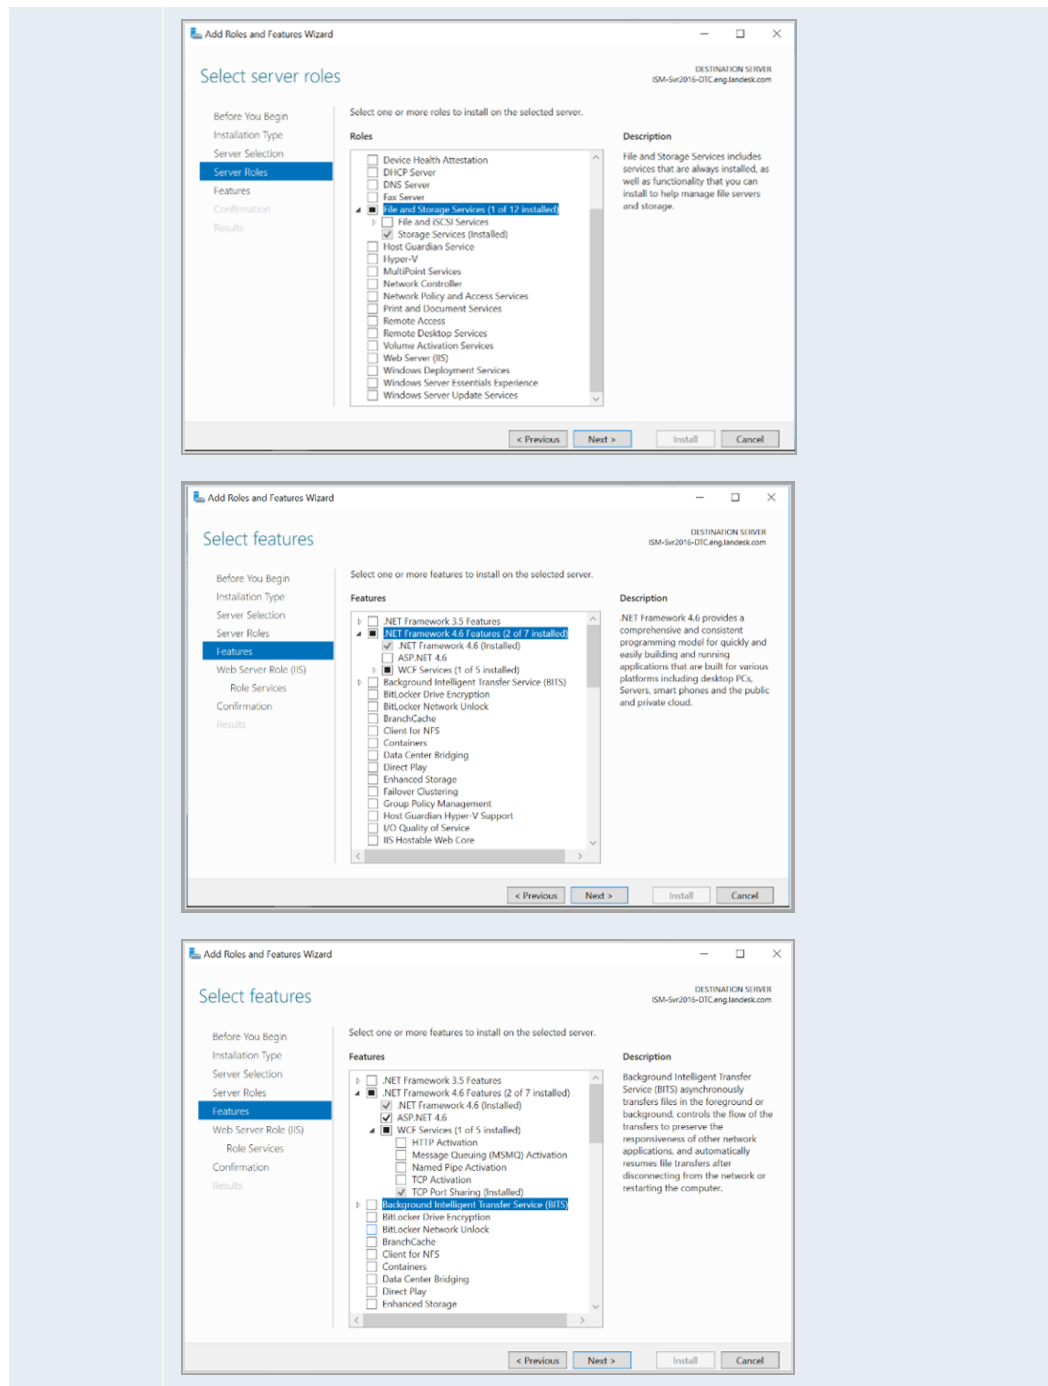 Add Roles and Features Wizard
Select server roles
DESTINATION SERVER
ISM-Svr2016-DTC.eng.landesk.com
Before You Begin
Installation Type
Server Selection
Server Roles
Features
Confirmation
Results
Select one or more roles to install on the selected server.
Roles
Device Health Attestation
DHCP Server
DNS Server
Fax Server
File and Storage Services (1 of 12 installed)
File and iSCSI Services
Storage Services (Installed)
Host Guardian Service
Hyper-V
MultiPoint Services
Network Controller
Network Policy and Access Services
Print and Document Services
Remote Access
Remote Desktop Services
Volume Activation Services
Web Server (IIS)
Windows Deployment Services
Windows Server Essentials Experience
Windows Server Update Services
Description
File and Storage Services includes
services that are always installed, as
well as functionality that you can
install to help manage file servers
and storage.
< Previous
Next >
Install
Cancel
Add Roles and Features Wizard
Select features
DESTINATION SERVER
ISM-Svr2016-DTC.eng.landesk.com
Before You Begin
Installation Type
Server Selection
Server Roles
Features
Web Server Role (IIS)
Role Services
Confirmation
Results
Select one or more features to install on the selected server.
Features
.NET Framework 3.5 Features
.NET Framework 4.6 Features (2 of 7 installed)
.NET Framework 4.6 (Installed)
ASP.NET 4.6
WCF Services (1 of 5 installed)
Background Intelligent Transfer Service (BITS)
BitLocker Drive Encryption
BitLocker Network Unlock
BranchCache
Client for NFS
Containers
Data Center Bridging
Direct Play
Enhanced Storage
Failover Clustering
Group Policy Management
Host Guardian Hyper-V Support
I/O Quality of Service
IIS Hostable Web Core
Description
.NET Framework 4.6 provides a
comprehensive and consistent
programming model for quickly and
easily building and running
applications that are built for various
platforms including desktop PCs,
Servers, smart phones and the public
and private cloud.
< Previous
Next >
Install
Cancel
Add Roles and Features Wizard
Select features
DESTINATION SERVER
ISM-Svr2016-DTC.eng.landesk.com
Before You Begin
Installation Type
Server Selection
Server Roles
Features
Web Server Role (IIS)
Role Services
Confirmation
Results
Select one or more features to install on the selected server.
Features
.NET Framework 3.5 Features
.NET Framework 4.6 Features (2 of 7 installed)
.NET Framework 4.6 (Installed)
ASP.NET 4.6
WCF Services (1 of 5 installed)
HTTP Activation
Message Queuing (MSMQ) Activation
Named Pipe Activation
TCP Activation
TCP Port Sharing (Installed)
Background Intelligent Transfer Service (BITS)
BitLocker Drive Encryption
BitLocker Network Unlock
BranchCache
Client for NFS
Containers
Data Center Bridging
Direct Play
Enhanced Storage
Description
Background Intelligent Transfer
Service (BITS) asynchronously
transfers files in the foreground or
background, controls the flow of the
transfers to preserve the
responsiveness of other network
applications, and automatically
resumes file transfers after
disconnecting from the network or
restarting the computer.
< Previous
Next >
Install
Cancel